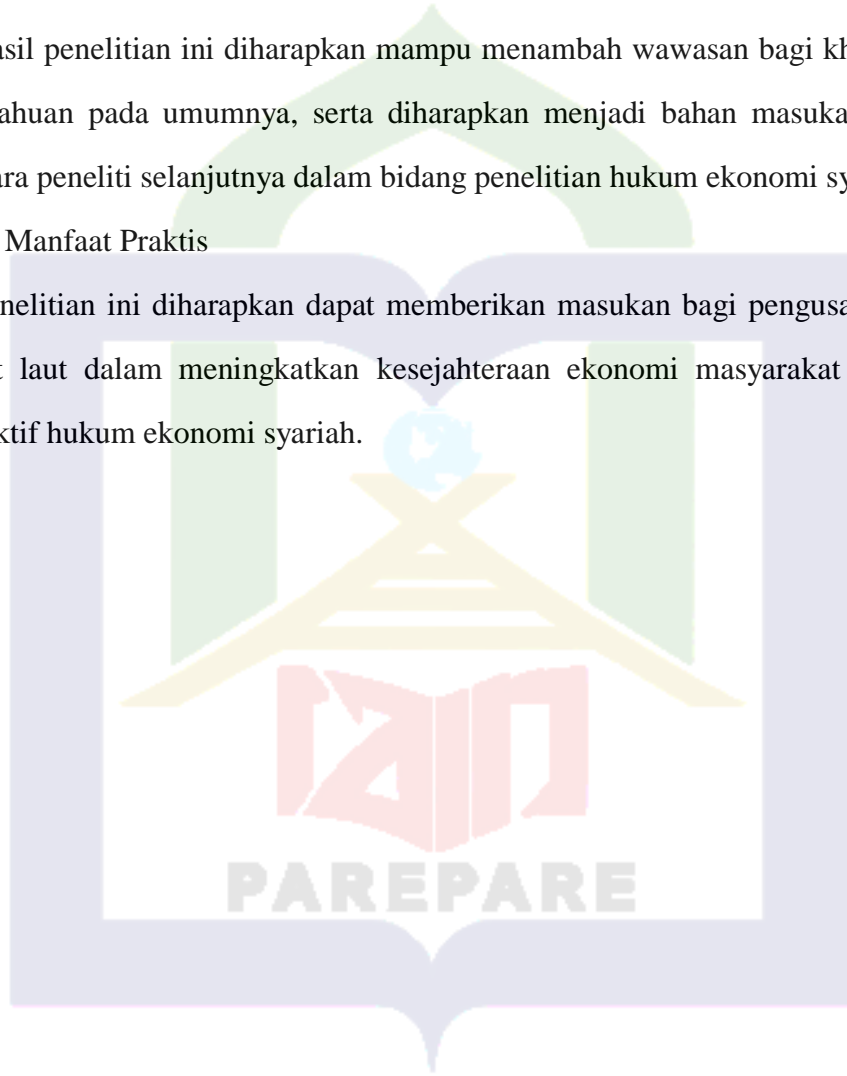 asil penelitian ini diharapkan mampu menambah wawasan bagi kh
ahuan pada umumnya, serta diharapkan menjadi bahan masuka
ara peneliti selanjutnya dalam bidang penelitian hukum ekonomi sy
Manfaat Praktis
nelitian ini diharapkan dapat memberikan masukan bagi pengusa
t laut dalam meningkatkan kesejahteraan ekonomi masyarakat
ktif hukum ekonomi syariah.
iain
PAREPARE